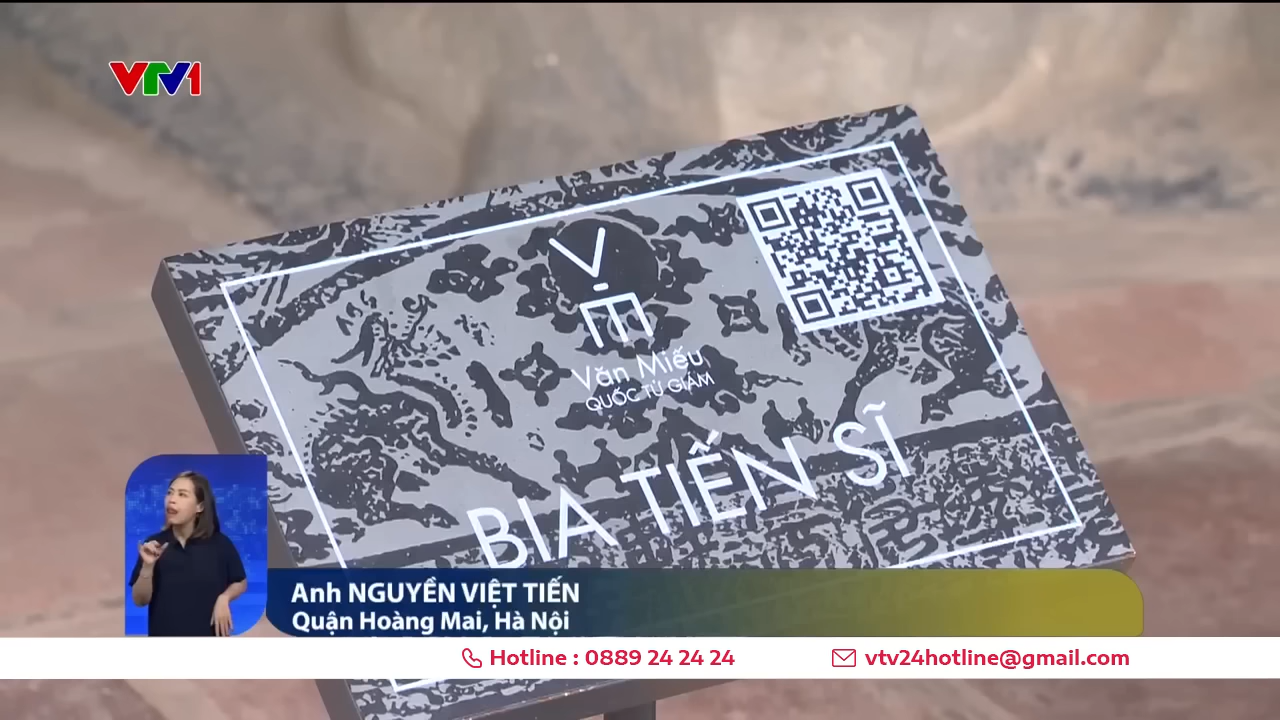 VTV1
VM
Văn Miếu
QUỐC TỬ GIÁM
BIA TIẾN SĨ
Anh NGUYỄN VIỆT TIẾN
Quận Hoàng Mai, Hà Nội
Hotline : 0889 24 24 24
vtv24hotline@gmail.com